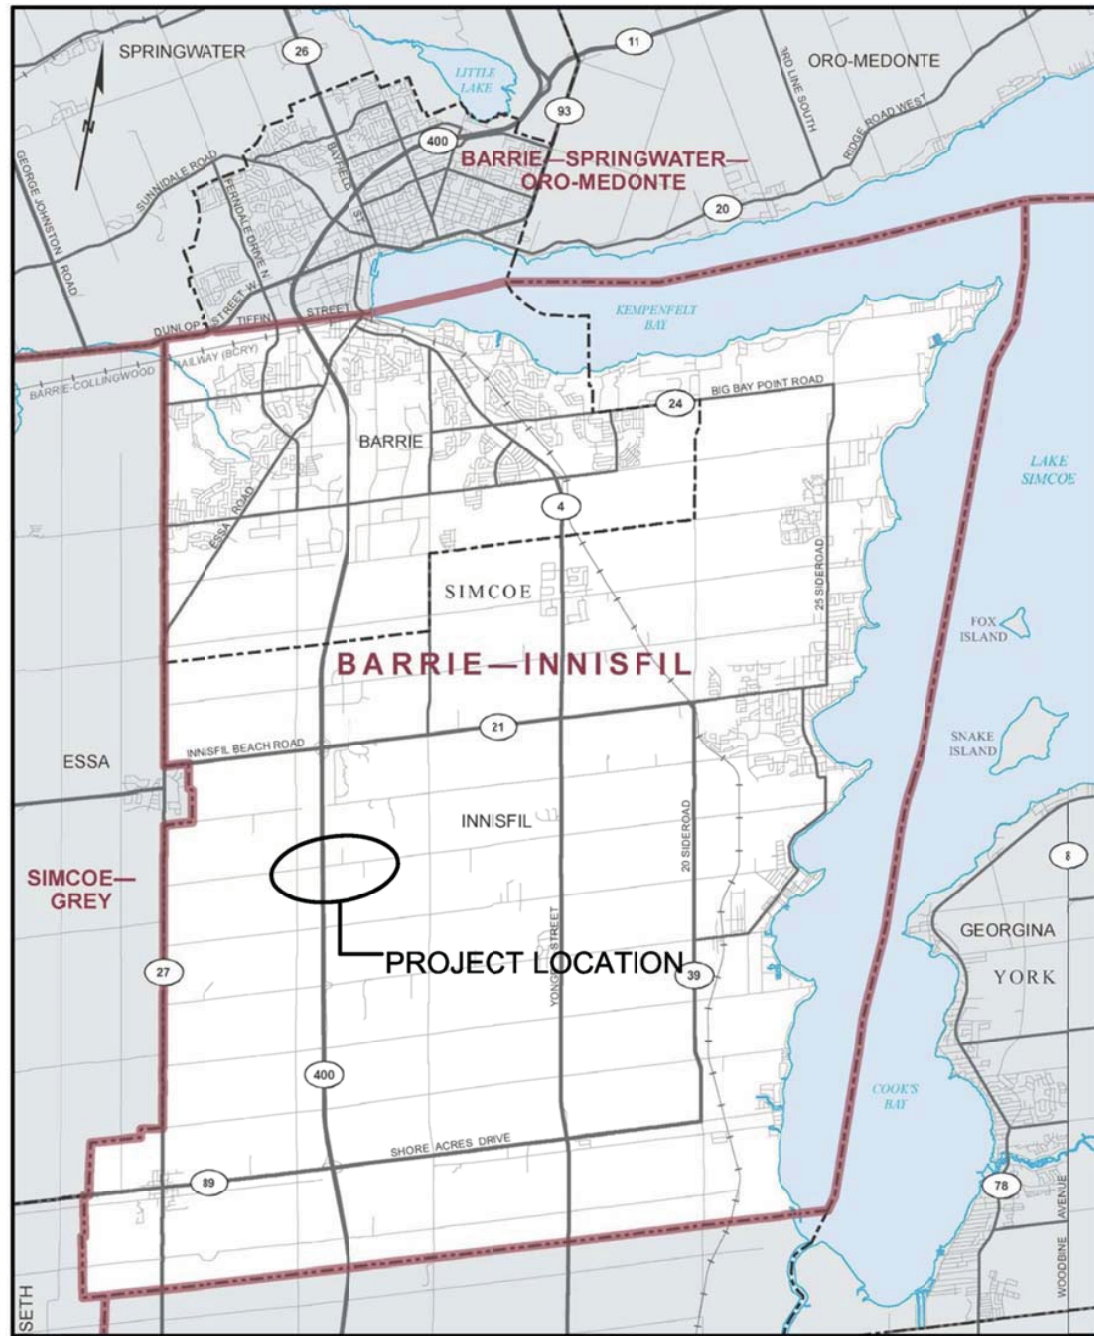 SPRINGWATER
26
11
ORO-MEDONTE
LITTLE
LAKE
3RD LINE SOUTH
RIDGE ROAD WEST
N
93
400
BARRIE—SPRINGWATER—
ORO-MEDONTE
GEORGE JOHNSTON ROAD
SUNNIDALE ROAD
FERNDALE DRIVE N
BAYFIELD ST.
20
DUNLOP STREET W.
TIFFIN STREET
KEMPENFELT
BAY
BARRIE-COLLINGWOOD RAILWAY (BCRY)
BIG BAY POINT ROAD
24
BARRIE
LAKE
SIMCOE
ESSA ROAD
4
25 SIDEROAD
SIMCOE
FOX
ISLAND
BARRIE—INNISFIL
21
INNISFIL BEACH ROAD
SNAKE
ISLAND
ESSA
INNISFIL
20 SIDEROAD
8
SIMCOE—
GREY
GEORGINA
YONGE STREET
PROJECT LOCATION
27
39
YORK
400
COOK'S
BAY
SHORE ACRES DRIVE
89
78
WOODBINE AVENUE
SETH